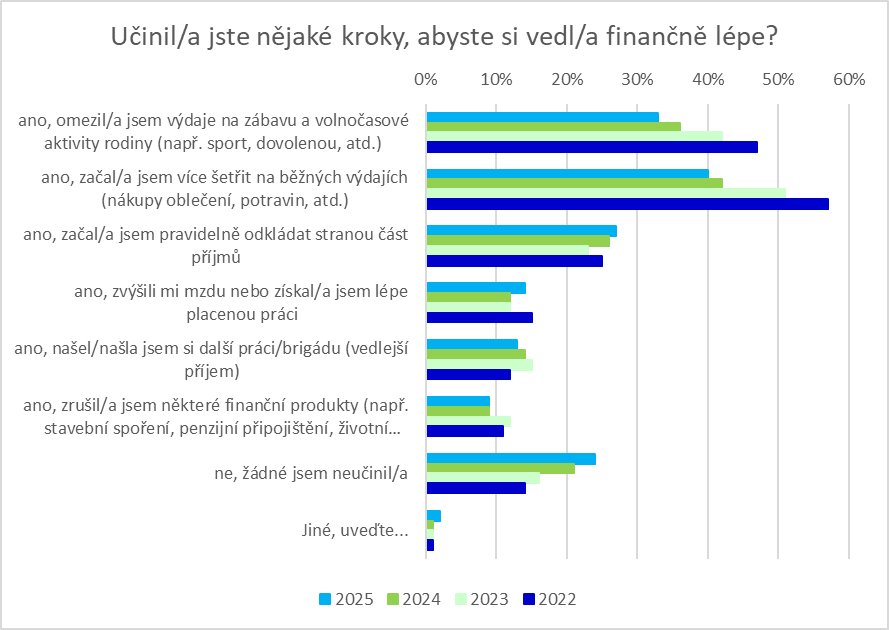 Učinil/a jste nějaké kroky, abyste si vedl/a finančně lépe?
0% 10% 20% 30% 40% 50% 60%
ano, omezil/a jsem výdaje na zábavu a volnočasové
aktivity rodiny (např. sport, dovolenou, atd.)
ano, začal/a jsem více šetřit na běžných výdajích
(nákupy oblečení, potravin, atd.)
ano, začal/a jsem pravidelně odkládat stranou část
příjmů
ano, zvýšili mi mzdu nebo získal/a jsem lépe
placenou práci
ano, našel/našla jsem si další práci/brigádu (vedlejší
příjem)
ano, zrušil/a jsem některé finanční produkty (např.
stavební spoření, penzijní připojištění, životní...
ne, žádné jsem neučinil/a
Jiné, uveďte...
2025 2024 2023 2022